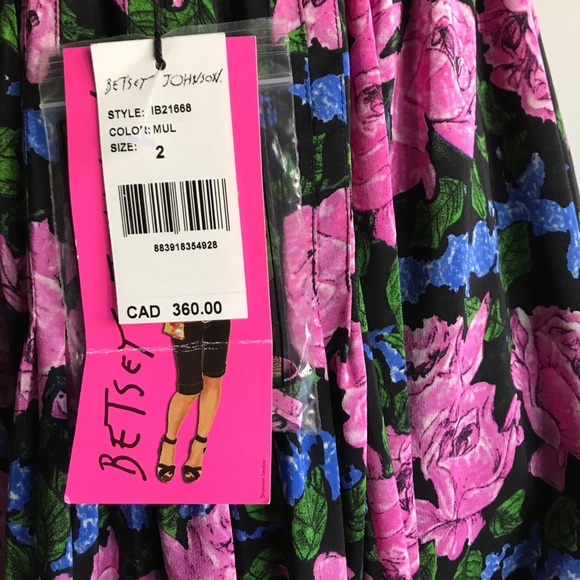 BETSEY JOHNSON.
STYLE: IB21668
COLOR: MUL
SIZE: 2
883918354928
CAD 360.00
BETSEY